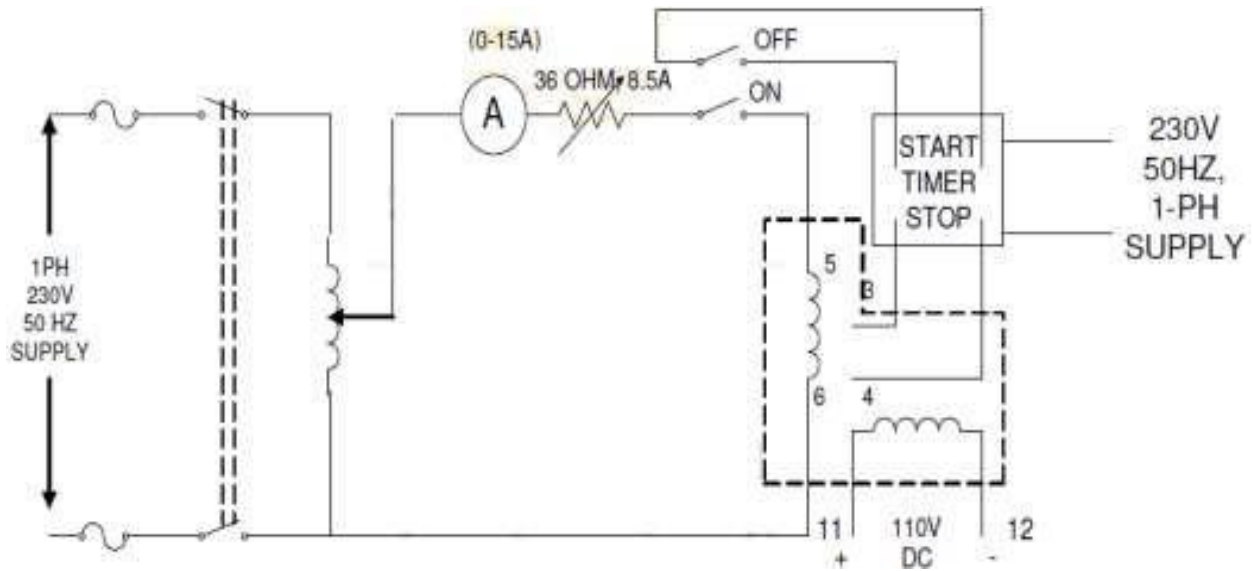 (0-15A)
OFF
36 OHM, 8.5A
ON
A
START
TIMER
STOP
230V
50HZ,
1-PH
SUPPLY
1PH
230V
50 HZ
SUPPLY
5
3
6
4
11
110V
12
+
DC
-